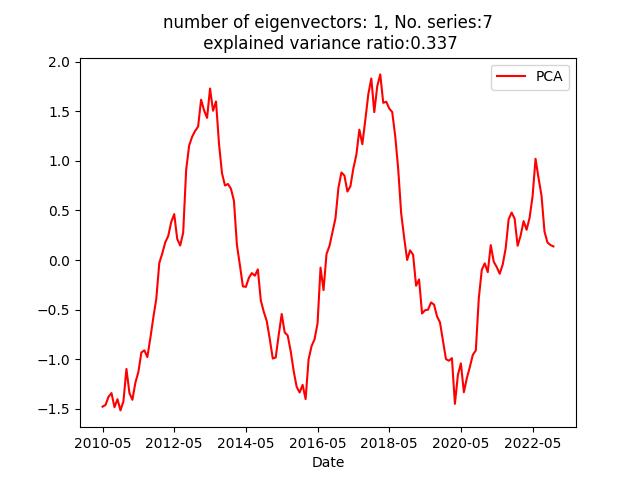 number of eigenvectors: 1, No. series:7
explained variance ratio:0.337
2.0
1.5
1.0
0.5
0.0
−0.5
−1.0
−1.5
PCA
2010-05 2012-05 2014-05 2016-05 2018-05 2020-05 2022-05
Date